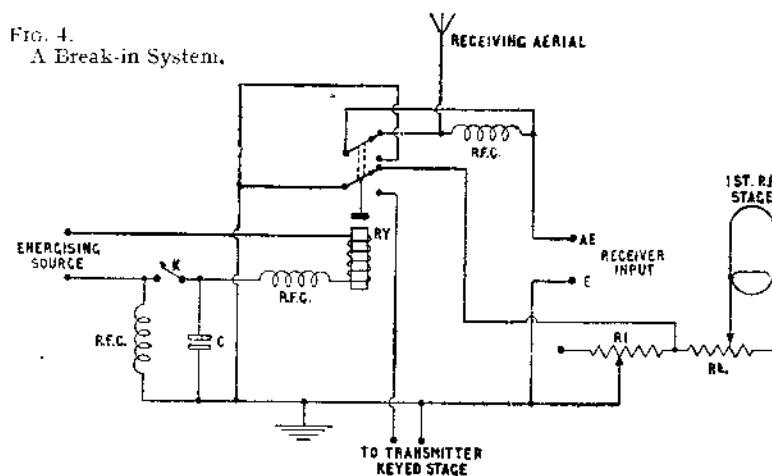 FIG. 4.
A Break-in System.
RECEIVING AERIAL
R.F.C.
1ST. R.F.
STAGE
RY
AE
RECEIVER
INPUT
E
ENERGISING
SOURCE
K
R.F.C.
R.F.C.
C
R1
TO TRANSMITTER
KEYED STAGE